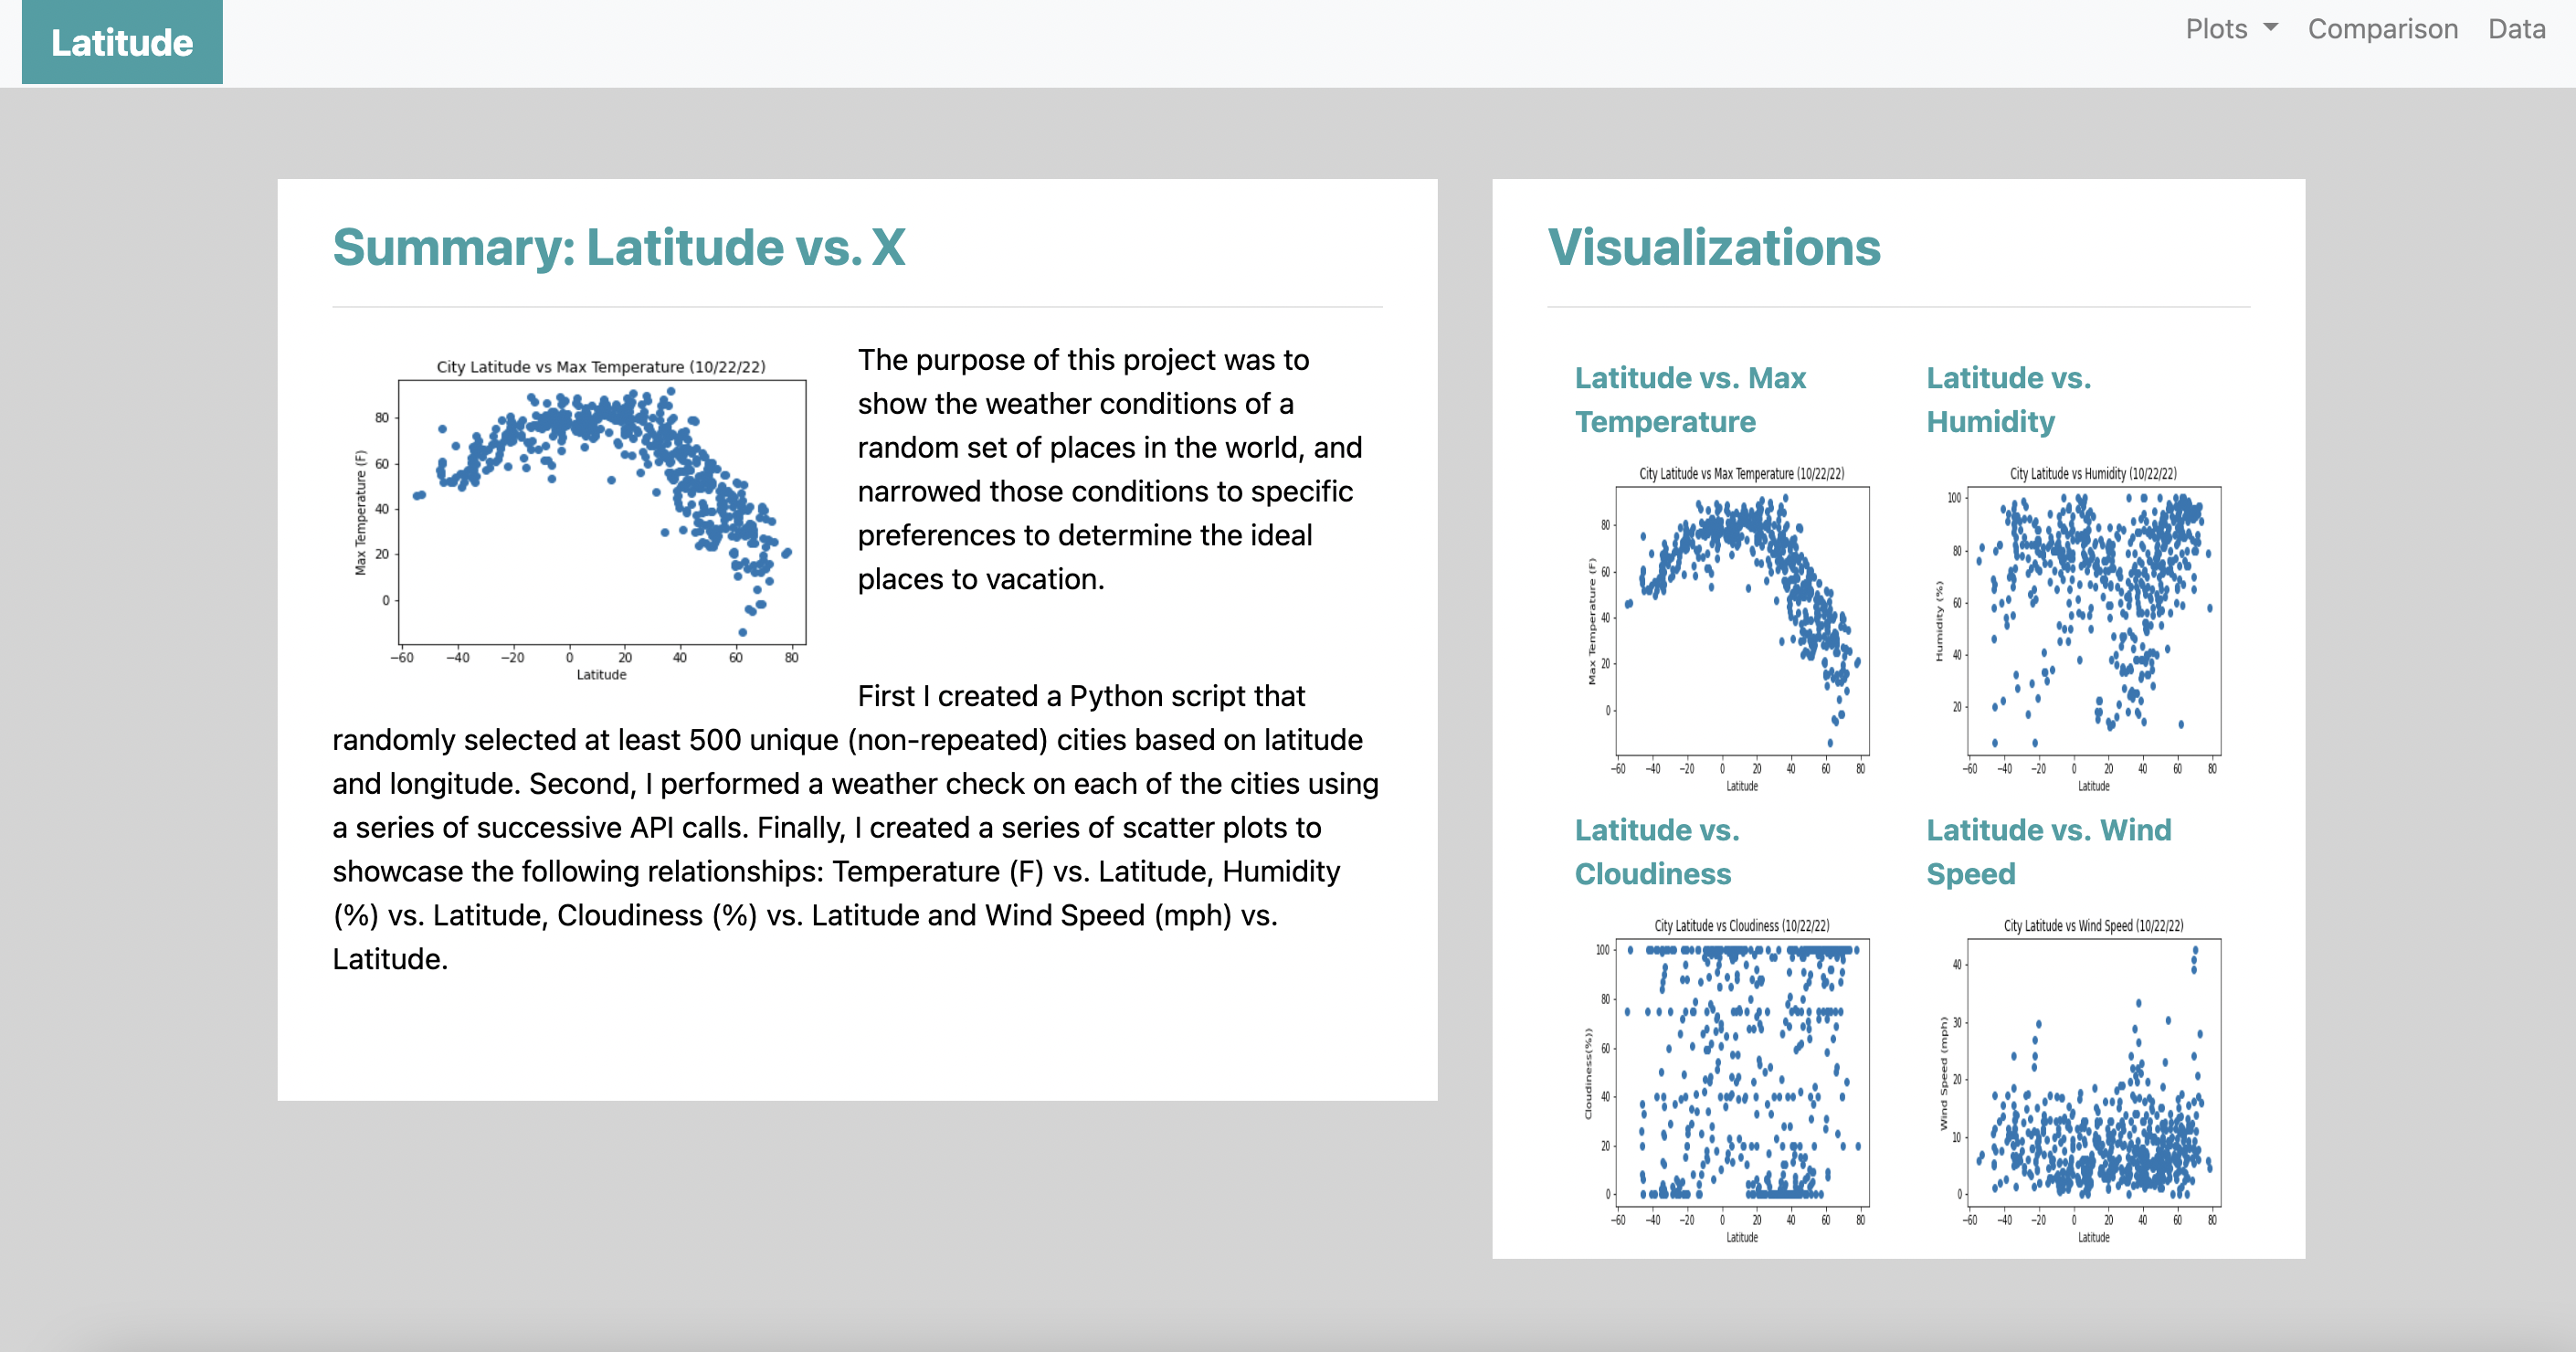 Latitude
Plots
Comparison
Data
Summary: Latitude vs. X
City Latitude vs Max Temperature (10/22/22)
80
60
40
20
0
Max Temperature (F)
−60 −40 −20 0 20 40 60 80
Latitude
The purpose of this project was to
show the weather conditions of a
random set of places in the world, and
narrowed those conditions to specific
preferences to determine the ideal
places to vacation.
First I created a Python script that
randomly selected at least 500 unique (non-repeated) cities based on latitude
and longitude. Second, I performed a weather check on each of the cities using
a series of successive API calls. Finally, I created a series of scatter plots to
showcase the following relationships: Temperature (F) vs. Latitude, Humidity
(%) vs. Latitude, Cloudiness (%) vs. Latitude and Wind Speed (mph) vs.
Latitude.
Visualizations
Latitude vs. Max
Temperature
City Latitude vs Max Temperature (10/22/22)
80
60
40
20
0
Max Temperature (F)
−60 −40 −20 0 20 40 60 80
Latitude
Latitude vs.
Humidity
City Latitude vs Humidity (10/22/22)
100
80
60
40
20
Humidity (%)
−60 −40 −20 0 20 40 60 80
Latitude
Latitude vs.
Cloudiness
City Latitude vs Cloudiness (10/22/22)
100
80
60
40
20
0
Cloudiness(%))
−60 −40 −20 0 20 40 60 80
Latitude
Latitude vs. Wind
Speed
City Latitude vs Wind Speed (10/22/22)
40
30
20
10
0
Wind Speed (mph)
−60 −40 −20 0 20 40 60 80
Latitude